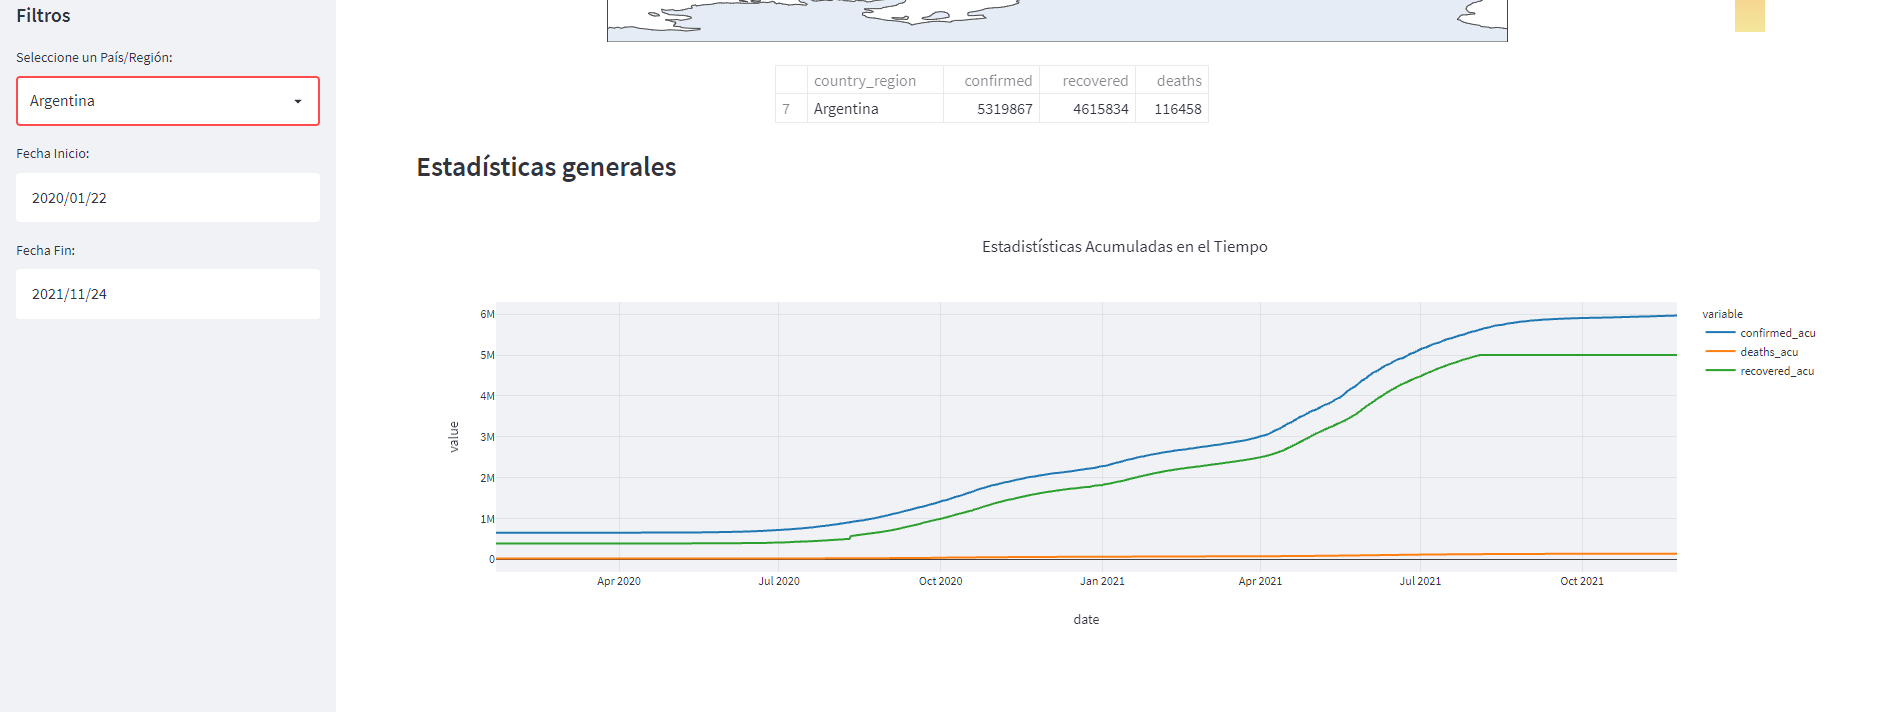 Filtros
Seleccione un País/Región:
Argentina
Fecha Inicio:
2020/01/22
Fecha Fin:
2021/11/24
country_region confirmed recovered deaths
7 Argentina 5319867 4615834 116458
Estadísticas generales
Estadistísticas Acumuladas en el Tiempo
value
6M
5M
4M
3M
2M
1M
0
Apr 2020 Jul 2020 Oct 2020 Jan 2021 Apr 2021 Jul 2021 Oct 2021
date
variable
confirmed_acu
deaths_acu
recovered_acu